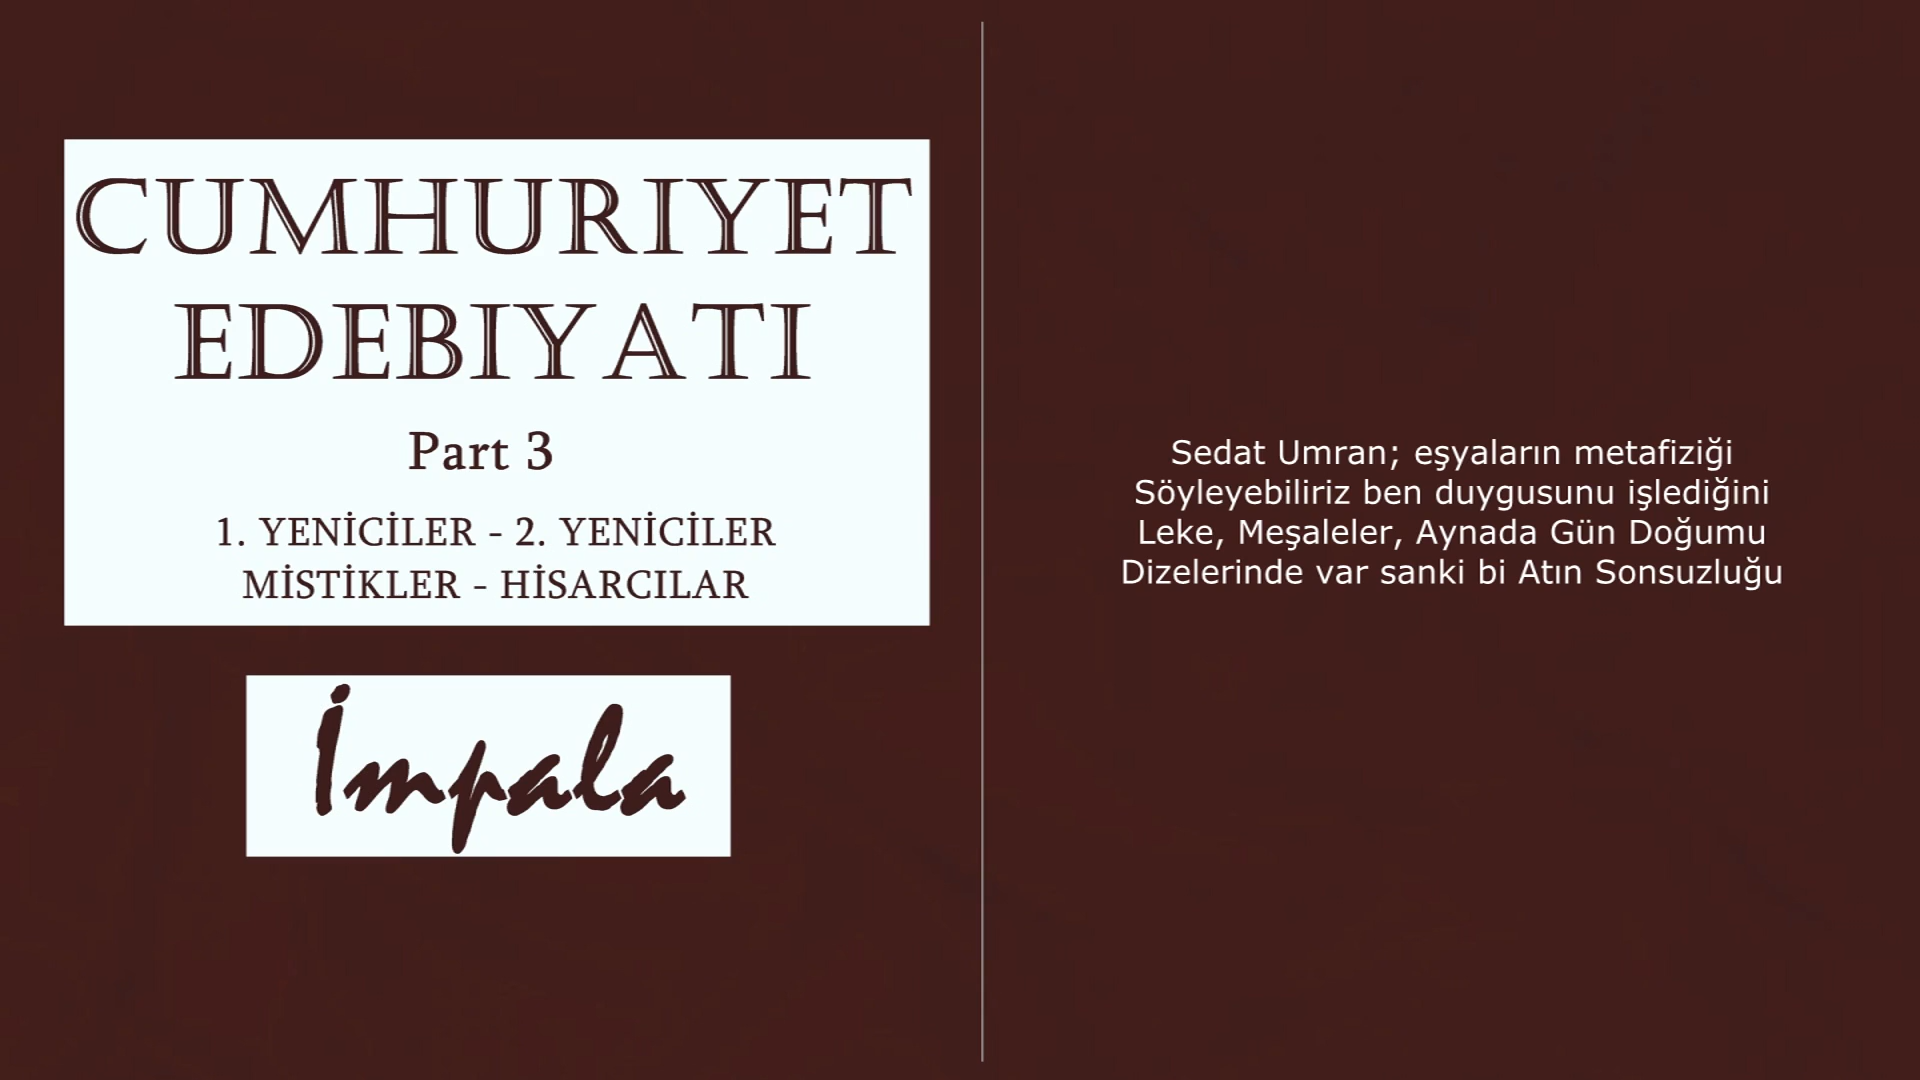 CUMHURIYET
EDEBIYATI
Part 3
1. YENİCİLER - 2. YENİCİLER
MİSTİKLER - HİSARCILAR
İmpala
Sedat Umran; eşyaların metafiziği
Söyleyebiliriz ben duygusunu işlediğini
Leke, Meşaleler, Aynada Gün Doğumu
Dizelerinde var sanki bi Atın Sonsuzluğu